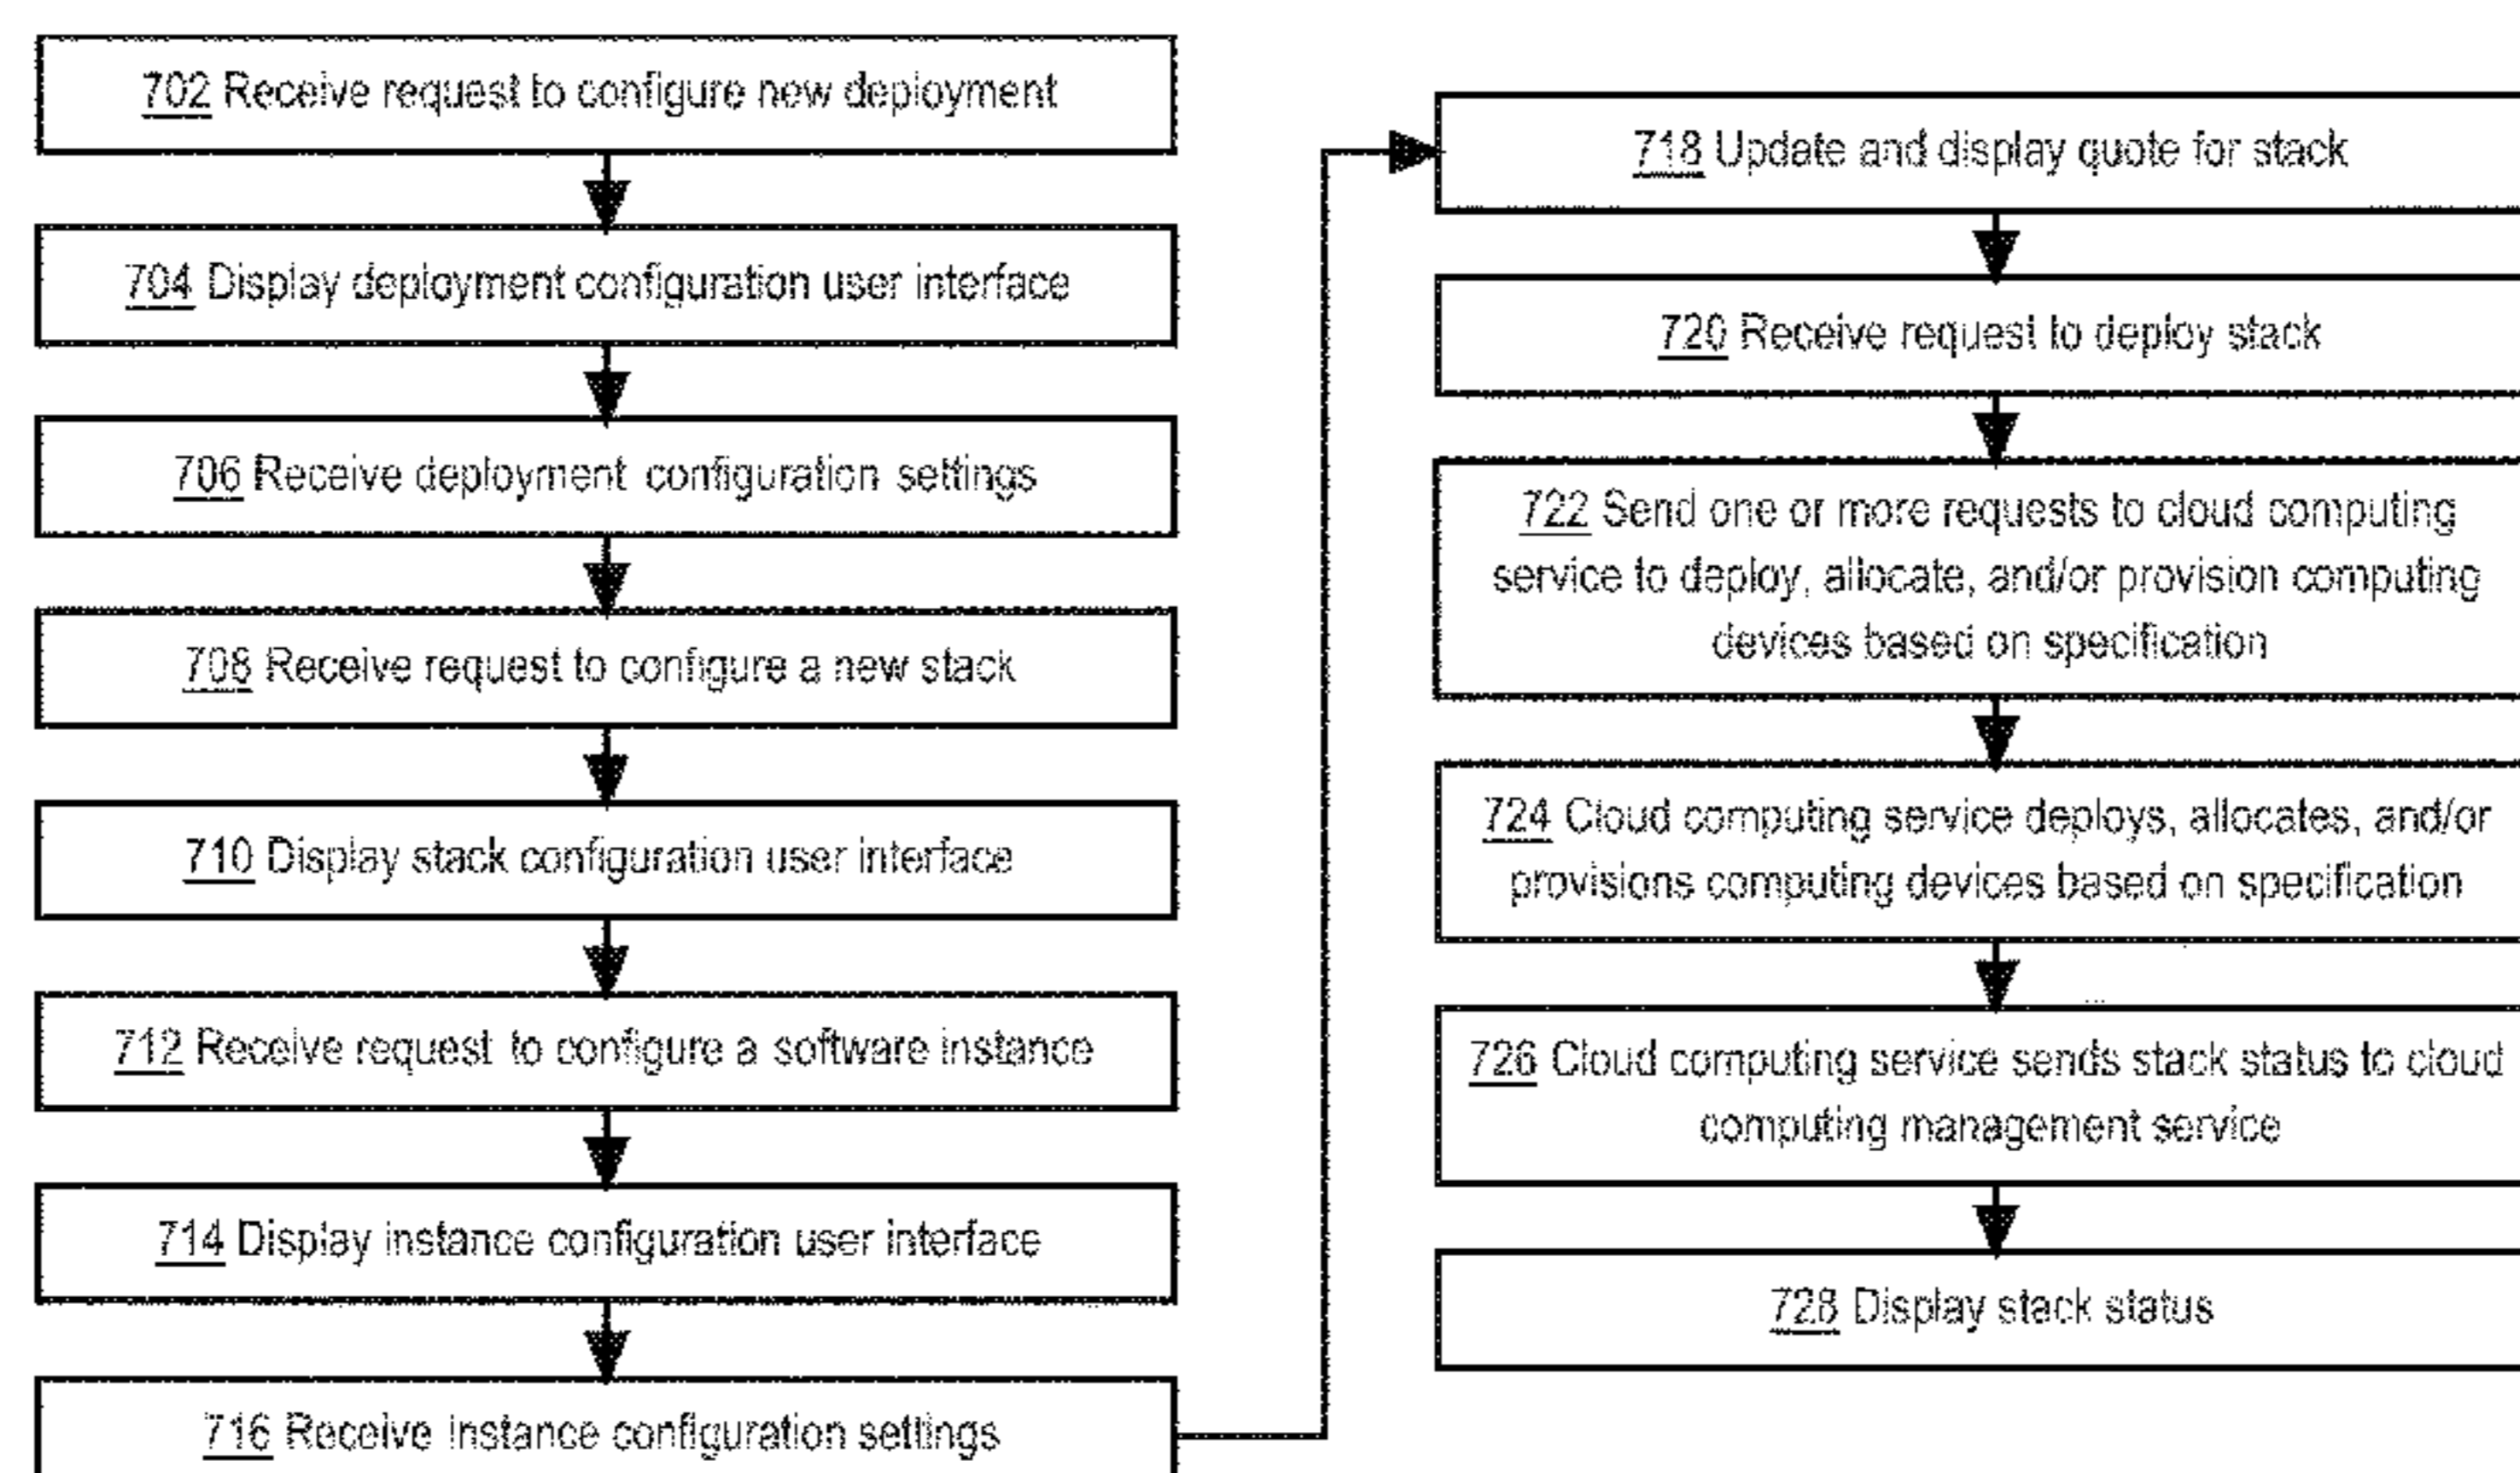 702 Receive request to configure new deployment
704 Display deployment configuration user interface
706 Receive deployment configuration settings
708 Receive request to configure a new stack
710 Display stack configuration user interface
712 Receive request to configure a software instance
714 Display instance configuration user interface
716 Receive instance configuration settings
718 Update and display quote for stack
720 Receive request to deploy stack
722 Send one or more requests to cloud computing
service to deploy, allocate, and/or provision computing
devices based on specification
724 Cloud computing service deploys, allocates, and/or
provisions computing devices based on specification
726 Cloud computing service sends stack status to cloud
computing management service
728 Display stack status